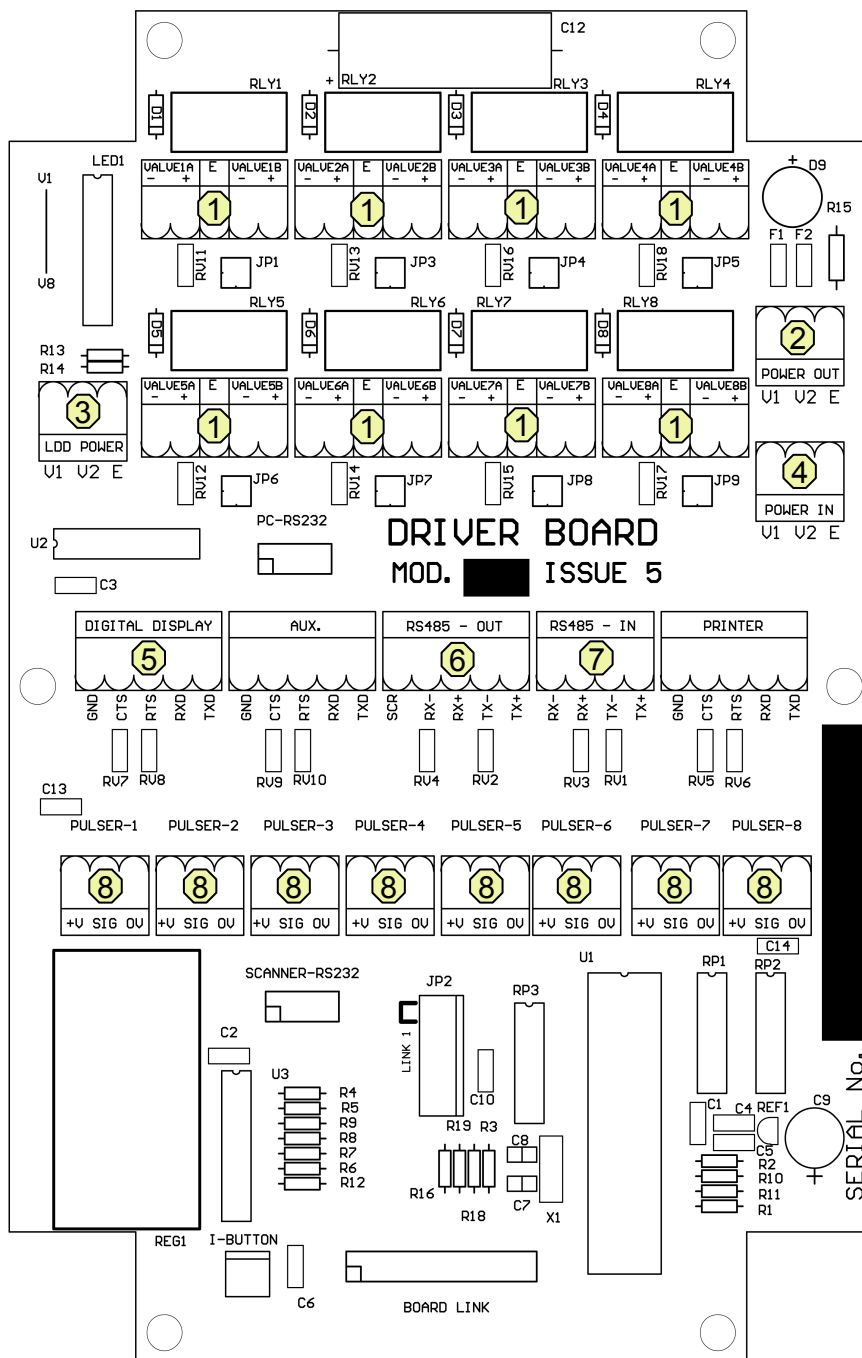 C12
RLY1 + RLY2 RLY3 RLY4
D1 D2 D3 D4
LED1
VALVE1A E VALVE1B VALVE2A E VALVE2B VALVE3A E VALVE3B VALVE4A E VALVE4B
- + - + - + - + - + - + - + - +
+
D9
V1
1 1 1 1
R15
F1 F2
RV11 JP1 RV13 JP3 RV16 JP4 RV18 JP5
V8
RLY5 RLY6 RLY7 RLY8
D5 D6 D7 D8
2
R13
R14
POWER OUT
V1 V2 E
VALVE5A E VALVE5B VALVE6A E VALVE6B VALVE7A E VALVE7B VALVE8A E VALVE8B
- + - + - + - + - + - + - + - +
3
1 1 1 1
LDD POWER
V1 V2 E
4
RV12 JP6 RV14 JP7 RV15 JP8 RV17 JP9
POWER IN
V1 V2 E
PC-RS232
U2
DRIVER BOARD
MOD. ISSUE 5
C3
DIGITAL DISPLAY AUX. RS485 - OUT RS485 - IN PRINTER
5 6 7
GND CTS RTS RXD TXD GND CTS RTS RXD TXD SCR RX- RX+ TX- TX+ RX- RX+ TX- TX+ GND CTS RTS RXD TXD
RV7 RV8 RV9 RV10 RV4 RV2 RV3 RV1 RV5 RV6
C13
PULSER-1 PULSER-2 PULSER-3 PULSER-4 PULSER-5 PULSER-6 PULSER-7 PULSER-8
8 8 8 8 8 8 8 8
+V SIG 0V +V SIG 0V +V SIG 0V +V SIG 0V +V SIG 0V +V SIG 0V +V SIG 0V +V SIG 0V
C14
U1
RP1 RP2
SCANNER-RS232
JP2
RP3
LINK 1
C2
SERIAL No.
U3
R4
R5
R9
R8
R7
R6
R12
C10
C1 C4 REF1 C9
R19 R3
C8
C5
R2
R10
R11
R1
+
R16
R18
C7
X1
REG1
I-BUTTON
C6
BOARD LINK